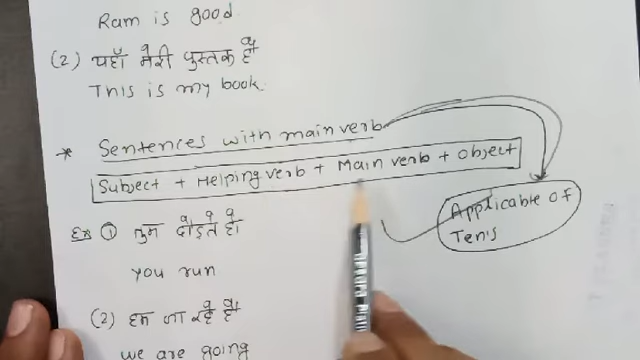 Ram is good.
(2) यहाँ मेरी पुस्तक है
This is my book.
* Sentences with main verb
Subject + Helping verb + Main verb + Object
Applicable of
Tens
Ex ① तुम दौड़ते हो
you run
(2) हम जा रहे है
we are going